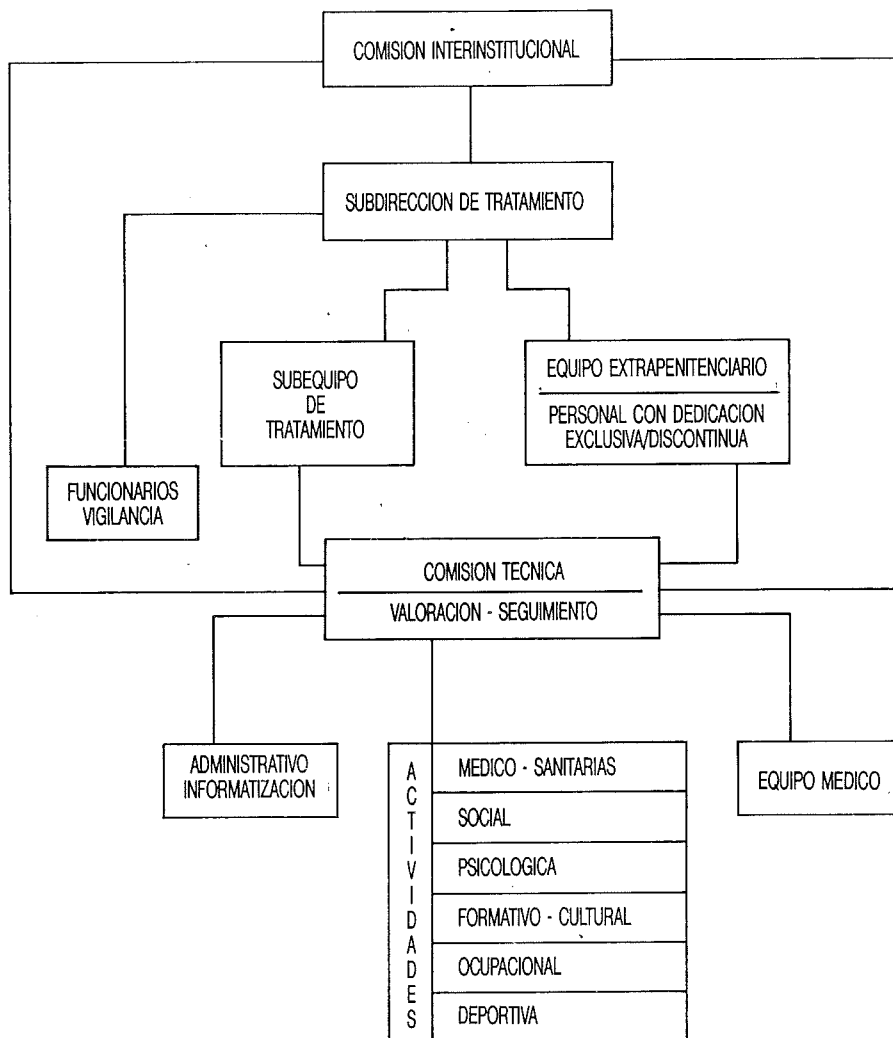 COMISION INTERINSTITUCIONAL
SUBDIRECCION DE TRATAMIENTO
SUBEQUIPO
DE
TRATAMIENTO
EQUIPO EXTRAPENITENCIARIO
PERSONAL CON DEDICACION
EXCLUSIVA/DISCONTINUA
FUNCIONARIOS
VIGILANCIA
COMISION TECNICA
VALORACION - SEGUIMIENTO
ADMINISTRATIVO
INFORMATIZACION
ACTIVIDADES
MEDICO - SANITARIAS
SOCIAL
PSICOLOGICA
FORMATIVO - CULTURAL
OCUPACIONAL
DEPORTIVA
EQUIPO MEDICO